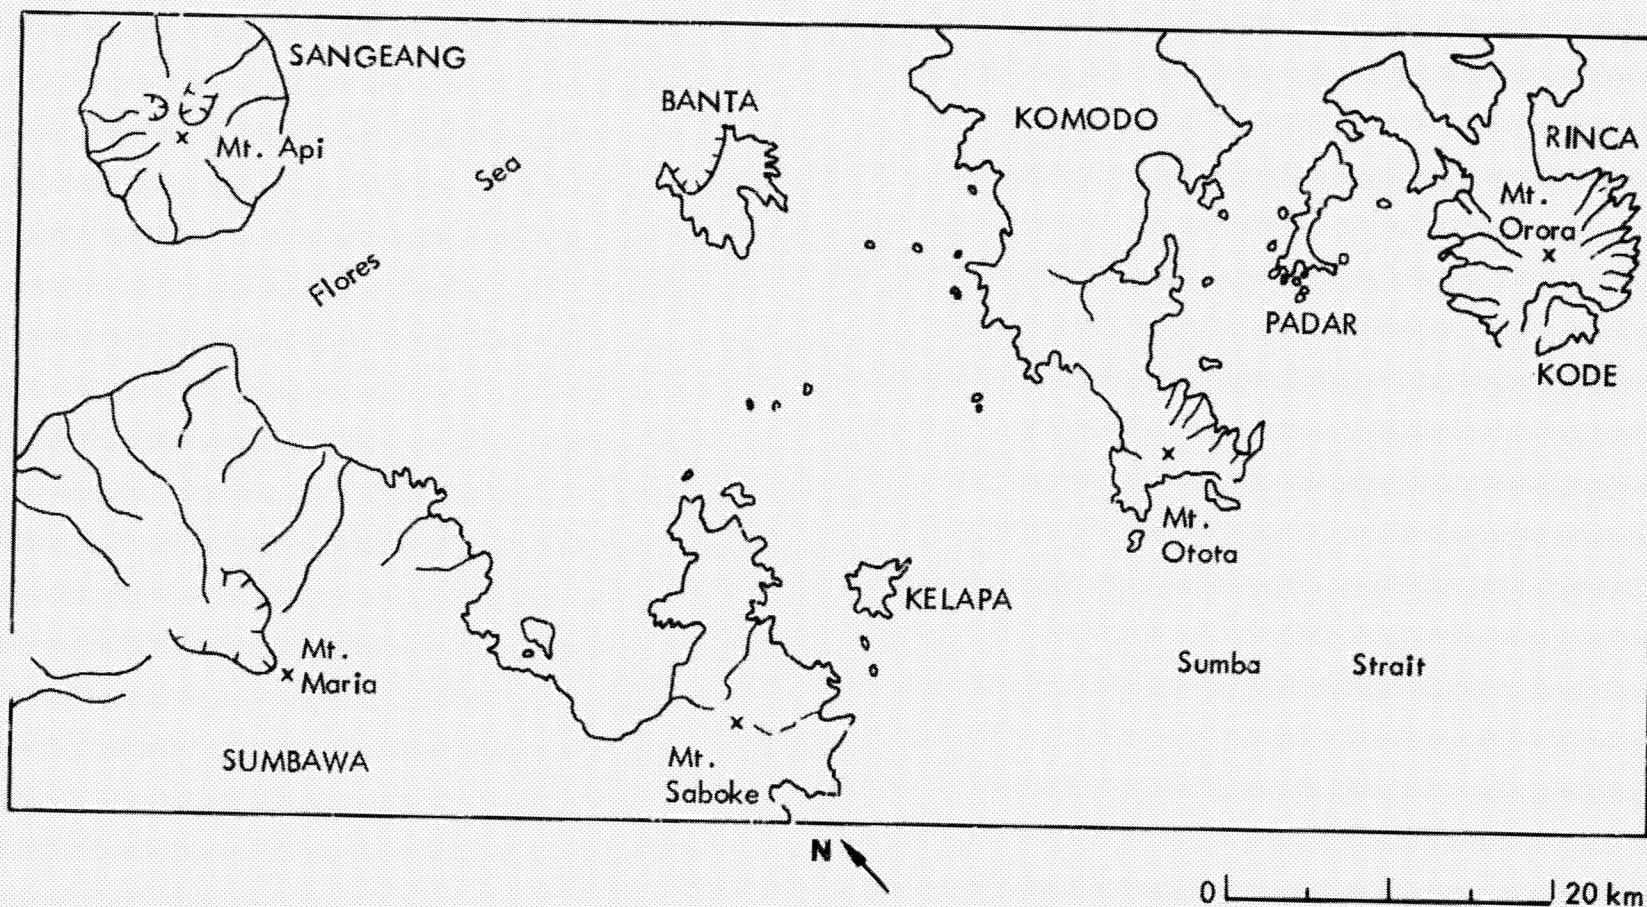 SANGEANG
Mt. Api
Sea
Flores
BANTA
KOMODO
RINCA
Mt.
Orora
PADAR
KODE
Mt.
Otota
KELAPA
Sumba Strait
Mt.
Maria
SUMBAWA
Mt.
Saboke
N
0 20 km